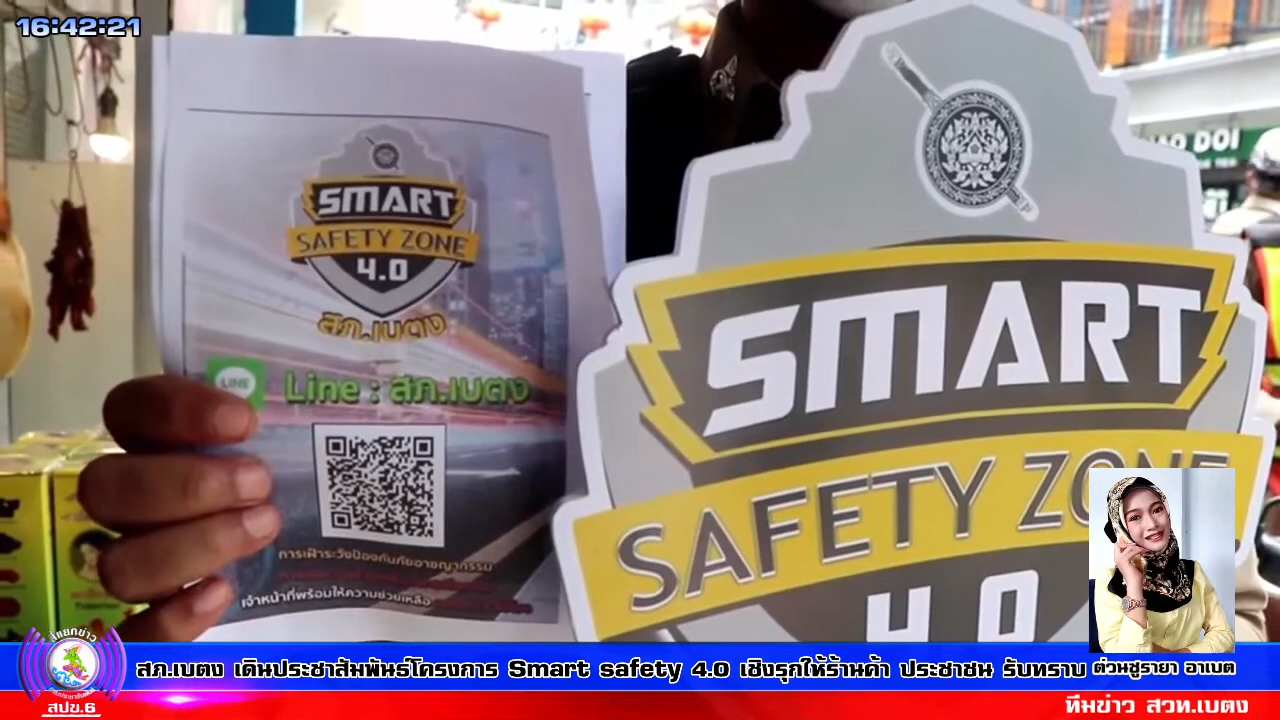 16:42:21
SMART
SAFETY ZONE
4.0
สภ.เบตง
LINE
Line : สภ.เบตง
การเฝ้าระวังป้องกันภัยอาชญากรรม
เจ้าหน้าที่พร้อมให้ความช่วยเหลือ
SMART
SAFETY ZONE
4.0
DOI
สี่แยกข่าว
สปข.6
สภ.เบตง เดินประชาสัมพันธ์โครงการ Smart safety 4.0 เชิงรุกให้ร้านค้า ประชาชน รับทราบ
ต่วนซูรายา อาเบต
ทีมข่าว สวท.เบตง